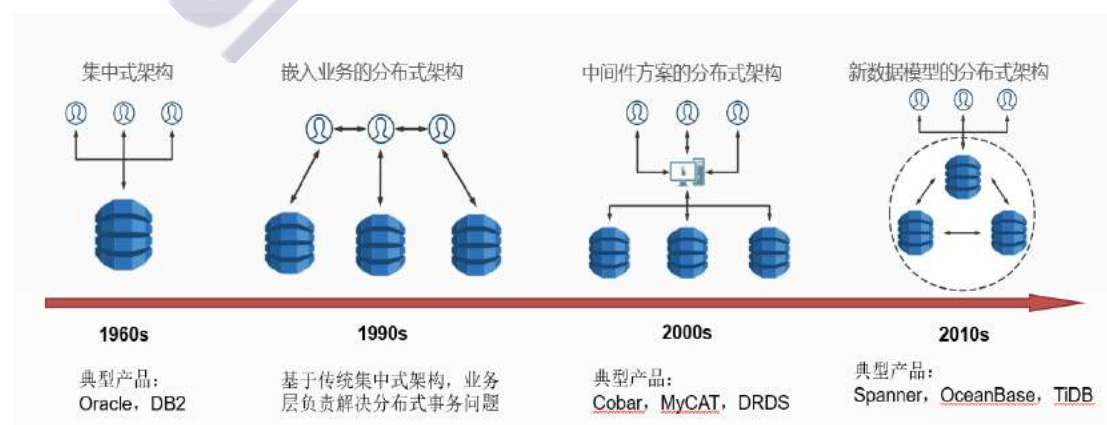 集中式架构
嵌入业务的分布式架构
中间件方案的分布式架构
新数据模型的分布式架构
1960s
1990s
2000s
2010s
典型产品：
Oracle，DB2
基于传统集中式架构，业务
层负责解决分布式事务问题
典型产品：
Cobar，MyCAT，DRDS
典型产品：
Spanner，OceanBase，TiDB